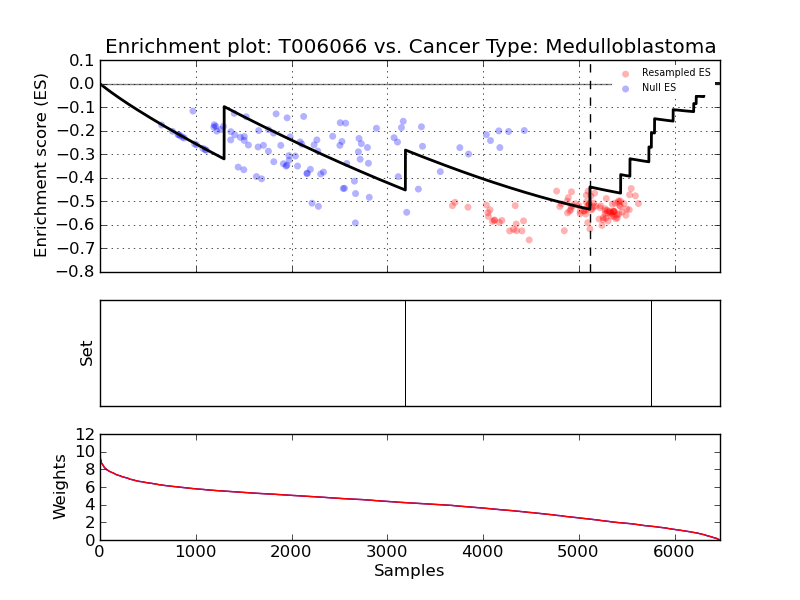 Enrichment plot: T006066 vs. Cancer Type: Medulloblastoma
0.1
0.0
−0.1
−0.2
−0.3
−0.4
−0.5
−0.6
−0.7
−0.8
Enrichment score (ES)
Resampled ES
Null ES
Set
12
10
8
6
4
2
0
Weights
0 1000 2000 3000 4000 5000 6000
Samples